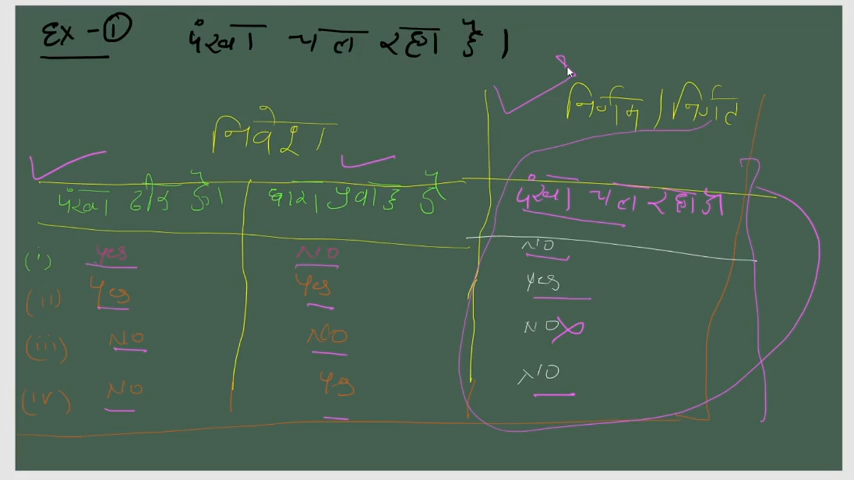 Ex-① पंखा चल रहा है।
निवेश। निर्गम / निर्गत
पंखा ठीक है। धारा प्रवाह है पंखा चल रहा है
(i) Yes NO NO
(ii) Yes Yes Yes
(iii) NO NO NO
(iv) NO Yes NO